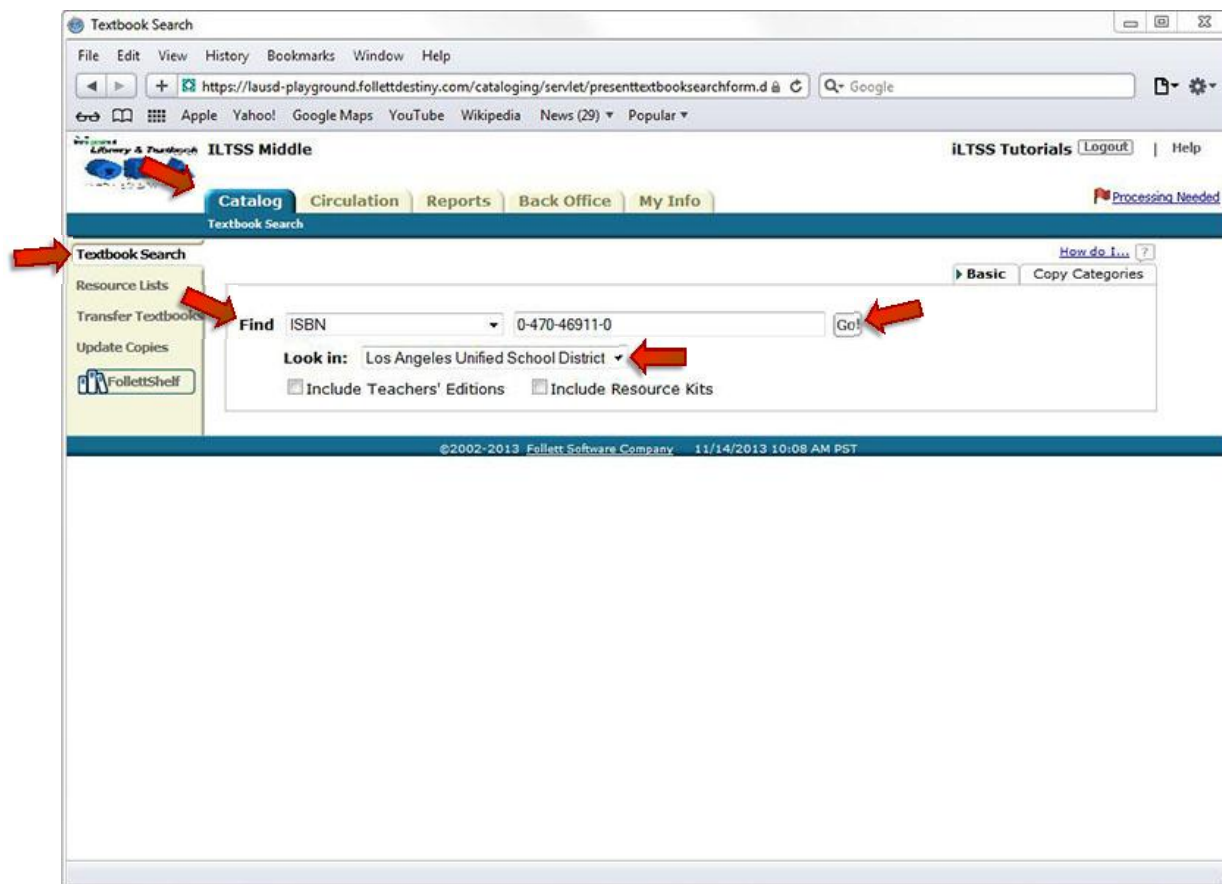 Textbook Search
File Edit View History Bookmarks Window Help
https://lausd-playground.follettdestiny.com/cataloging/servlet/presenttextbooksearchform.d Google
Apple Yahoo! Google Maps YouTube Wikipedia News (29) Popular
Library & Textbook ILTSS Middle iLTSS Tutorials Logout | Help
Catalog Circulation Reports Back Office My Info Processing Needed
Textbook Search
Textbook Search How do I... ?
Basic Copy Categories
Resource Lists
Transfer Textbooks
Find ISBN 0-470-46911-0 Go!
Update Copies
Look in: Los Angeles Unified School District
FollettShelf
Include Teachers' Editions Include Resource Kits
©2002-2013 Follett Software Company 11/14/2013 10:08 AM PST